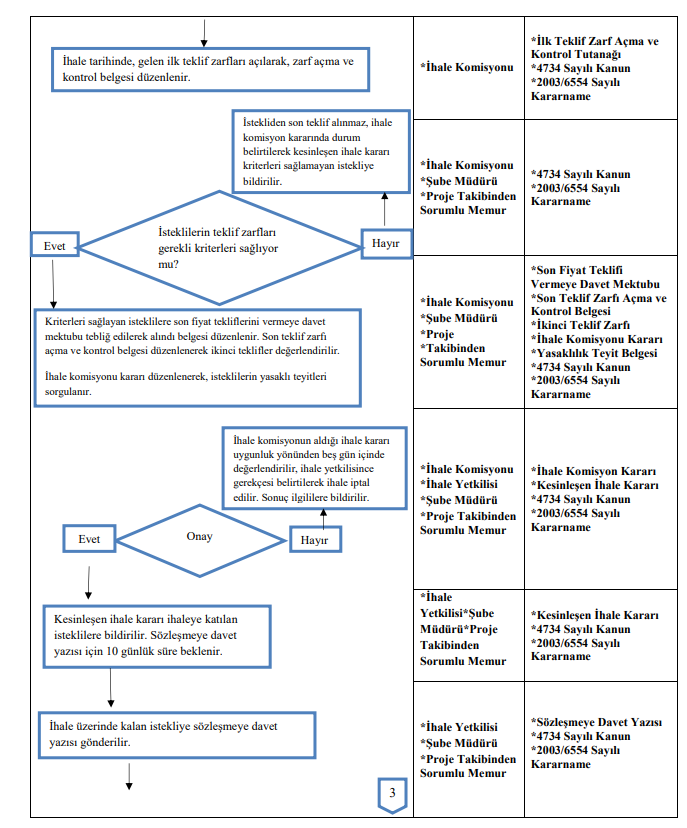 İhale tarihinde, gelen ilk teklif zarfları açılarak, zarf açma ve
kontrol belgesi düzenlenir.
*İhale Komisyonu
*İlk Teklif Zarf Açma ve
Kontrol Tutanağı
*4734 Sayılı Kanun
*2003/6554 Sayılı
Kararname
İstekliden son teklif alınmaz, ihale
komisyon kararında durum
belirtilerek kesinleşen ihale kararı
kriterleri sağlamayan istekliye
bildirilir.
İsteklilerin teklif zarfları
gerekli kriterleri sağlıyor
mu?
Evet
Hayır
*İhale Komisyonu
*Şube Müdürü
*Proje Takibinden
Sorumlu Memur
*4734 Sayılı Kanun
*2003/6554 Sayılı
Kararname
Kriterleri sağlayan isteklilere son fiyat tekliflerini vermeye davet
mektubu tebliğ edilerek alındı belgesi düzenlenir. Son teklif zarfı
açma ve kontrol belgesi düzenlenerek ikinci teklifler değerlendirilir.
İhale komisyonu kararı düzenlenerek, isteklilerin yasaklı teyitleri
sorgulanır.
*İhale Komisyonu
*Şube Müdürü
*Proje
*Takibinden
Sorumlu Memur
*Son Fiyat Teklifi
Vermeye Davet Mektubu
*Son Teklif Zarfı Açma ve
Kontrol Belgesi
*İkinci Teklif Zarfı
*İhale Komisyonu Kararı
*Yasaklılık Teyit Belgesi
*4734 Sayılı Kanun
*2003/6554 Sayılı
Kararname
İhale komisyonun aldığı ihale kararı
uygunluk yönünden beş gün içinde
değerlendirilir, ihale yetkilisince
gerekçesi belirtilerek ihale iptal
edilir. Sonuç ilgililere bildirilir.
Evet
Onay
Hayır
*İhale Komisyonu
*İhale Yetkilisi
*Şube Müdürü
*Proje Takibinden
Sorumlu Memur
*İhale Komisyon Kararı
*Kesinleşen İhale Kararı
*4734 Sayılı Kanun
*2003/6554 Sayılı
Kararname
Kesinleşen ihale kararı ihaleye katılan
isteklilere bildirilir. Sözleşmeye davet
yazısı için 10 günlük süre beklenir.
*İhale
Yetkilisi*Şube
Müdürü*Proje
Takibinden
Sorumlu Memur
*Kesinleşen İhale Kararı
*4734 Sayılı Kanun
*2003/6554 Sayılı
Kararname
İhale üzerinde kalan istekliye sözleşmeye davet
yazısı gönderilir.
*İhale Yetkilisi
*Şube Müdürü
*Proje Takibinden
Sorumlu Memur
*Sözleşmeye Davet Yazısı
*4734 Sayılı Kanun
*2003/6554 Sayılı
Kararname
3